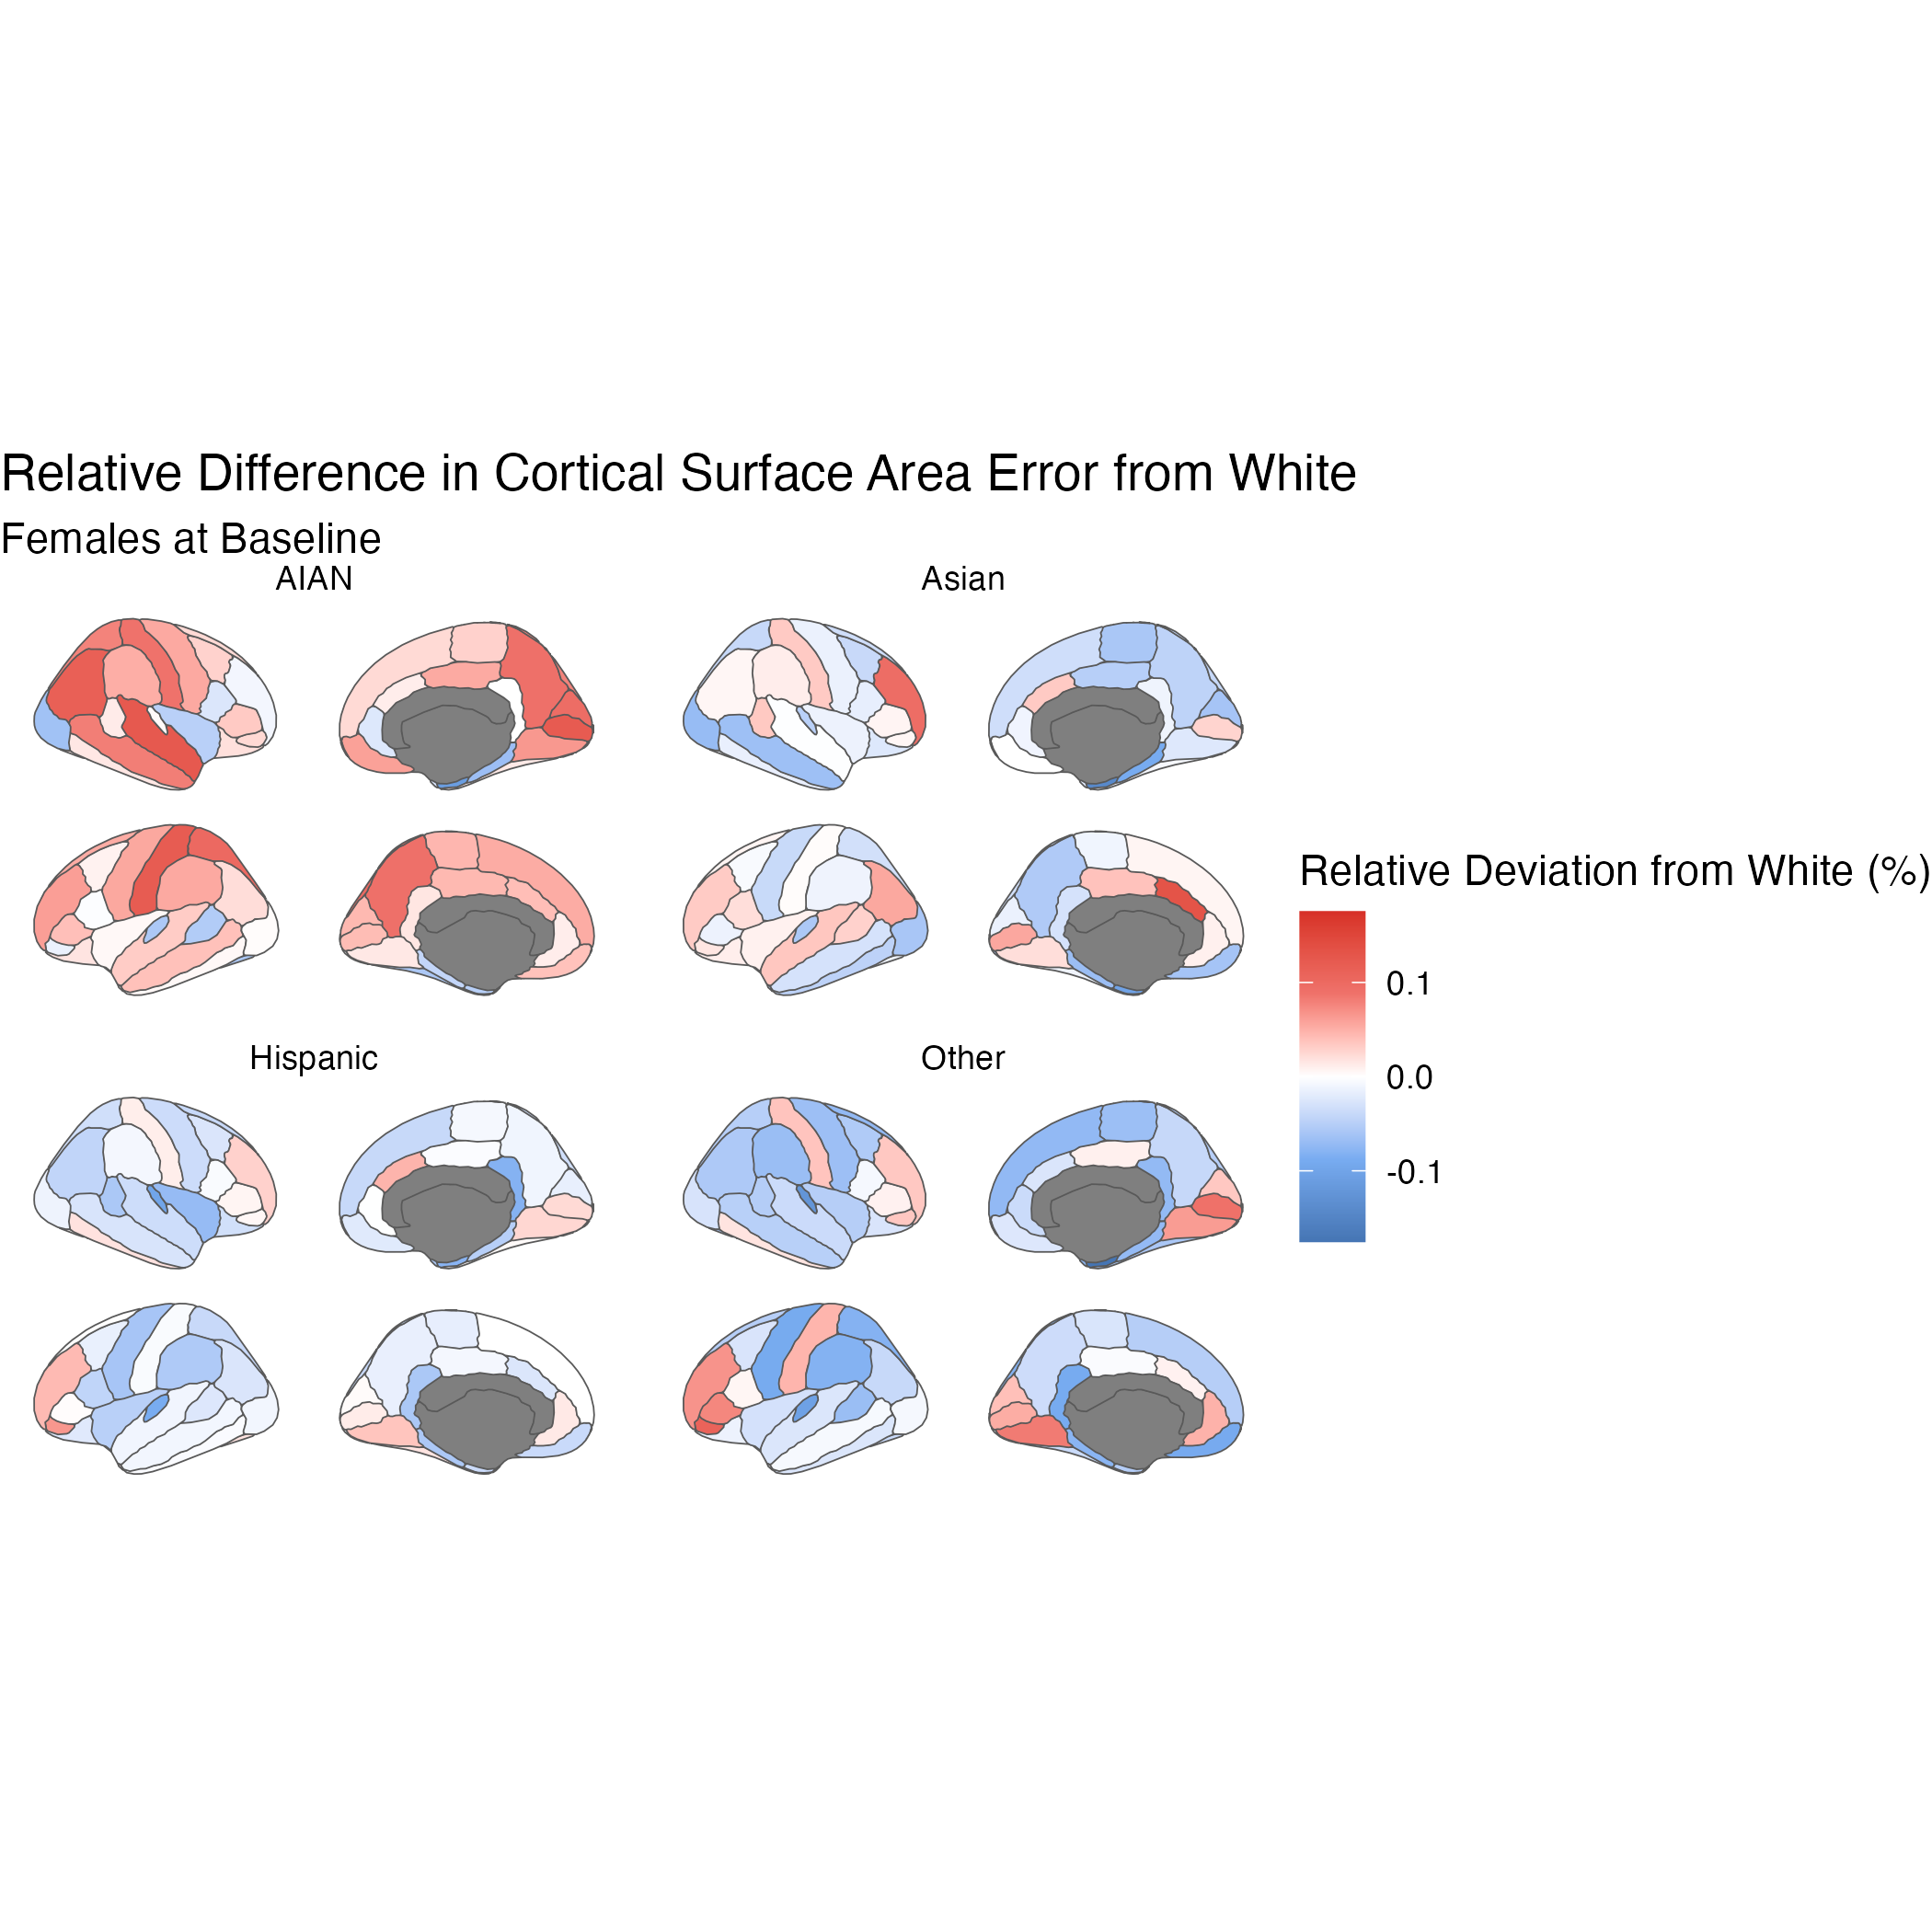 Relative Difference in Cortical Surface Area Error from White
Females at Baseline
AIAN
Asian
Hispanic
Other
Relative Deviation from White (%)
0.1
0.0
-0.1